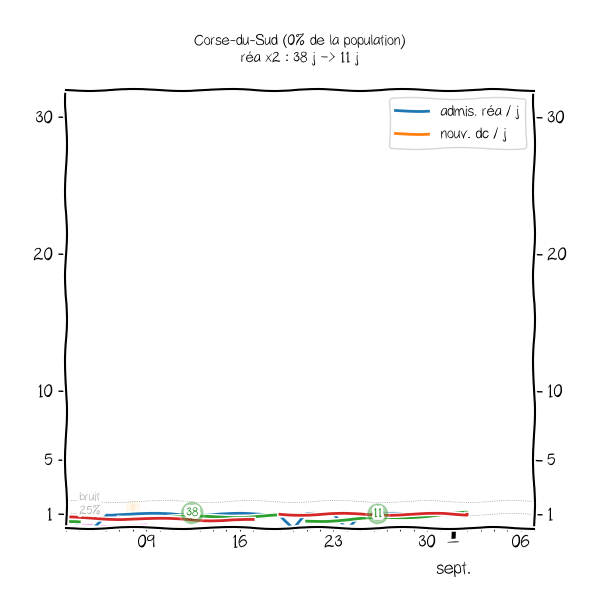 Corse-du-Sud (0% de la population)
réa x2 : 38 j -> 11 j
admis. réa / j
nouv. dc / j
30 30
20 20
10 10
5 5
bruit
25%
38 11
1 1
09 16 23 30 1 06
sept.